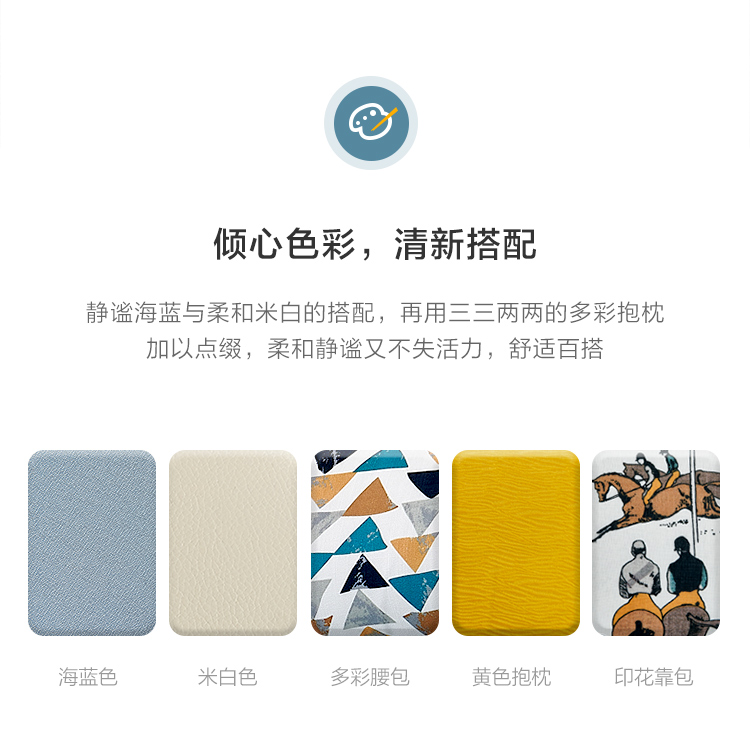 倾心色彩，清新搭配
静谧海蓝与柔和米白的搭配，再用三三两两的多彩抱枕
加以点缀，柔和静谧又不失活力，舒适百搭
海蓝色
米白色
多彩腰包
黄色抱枕
印花靠包